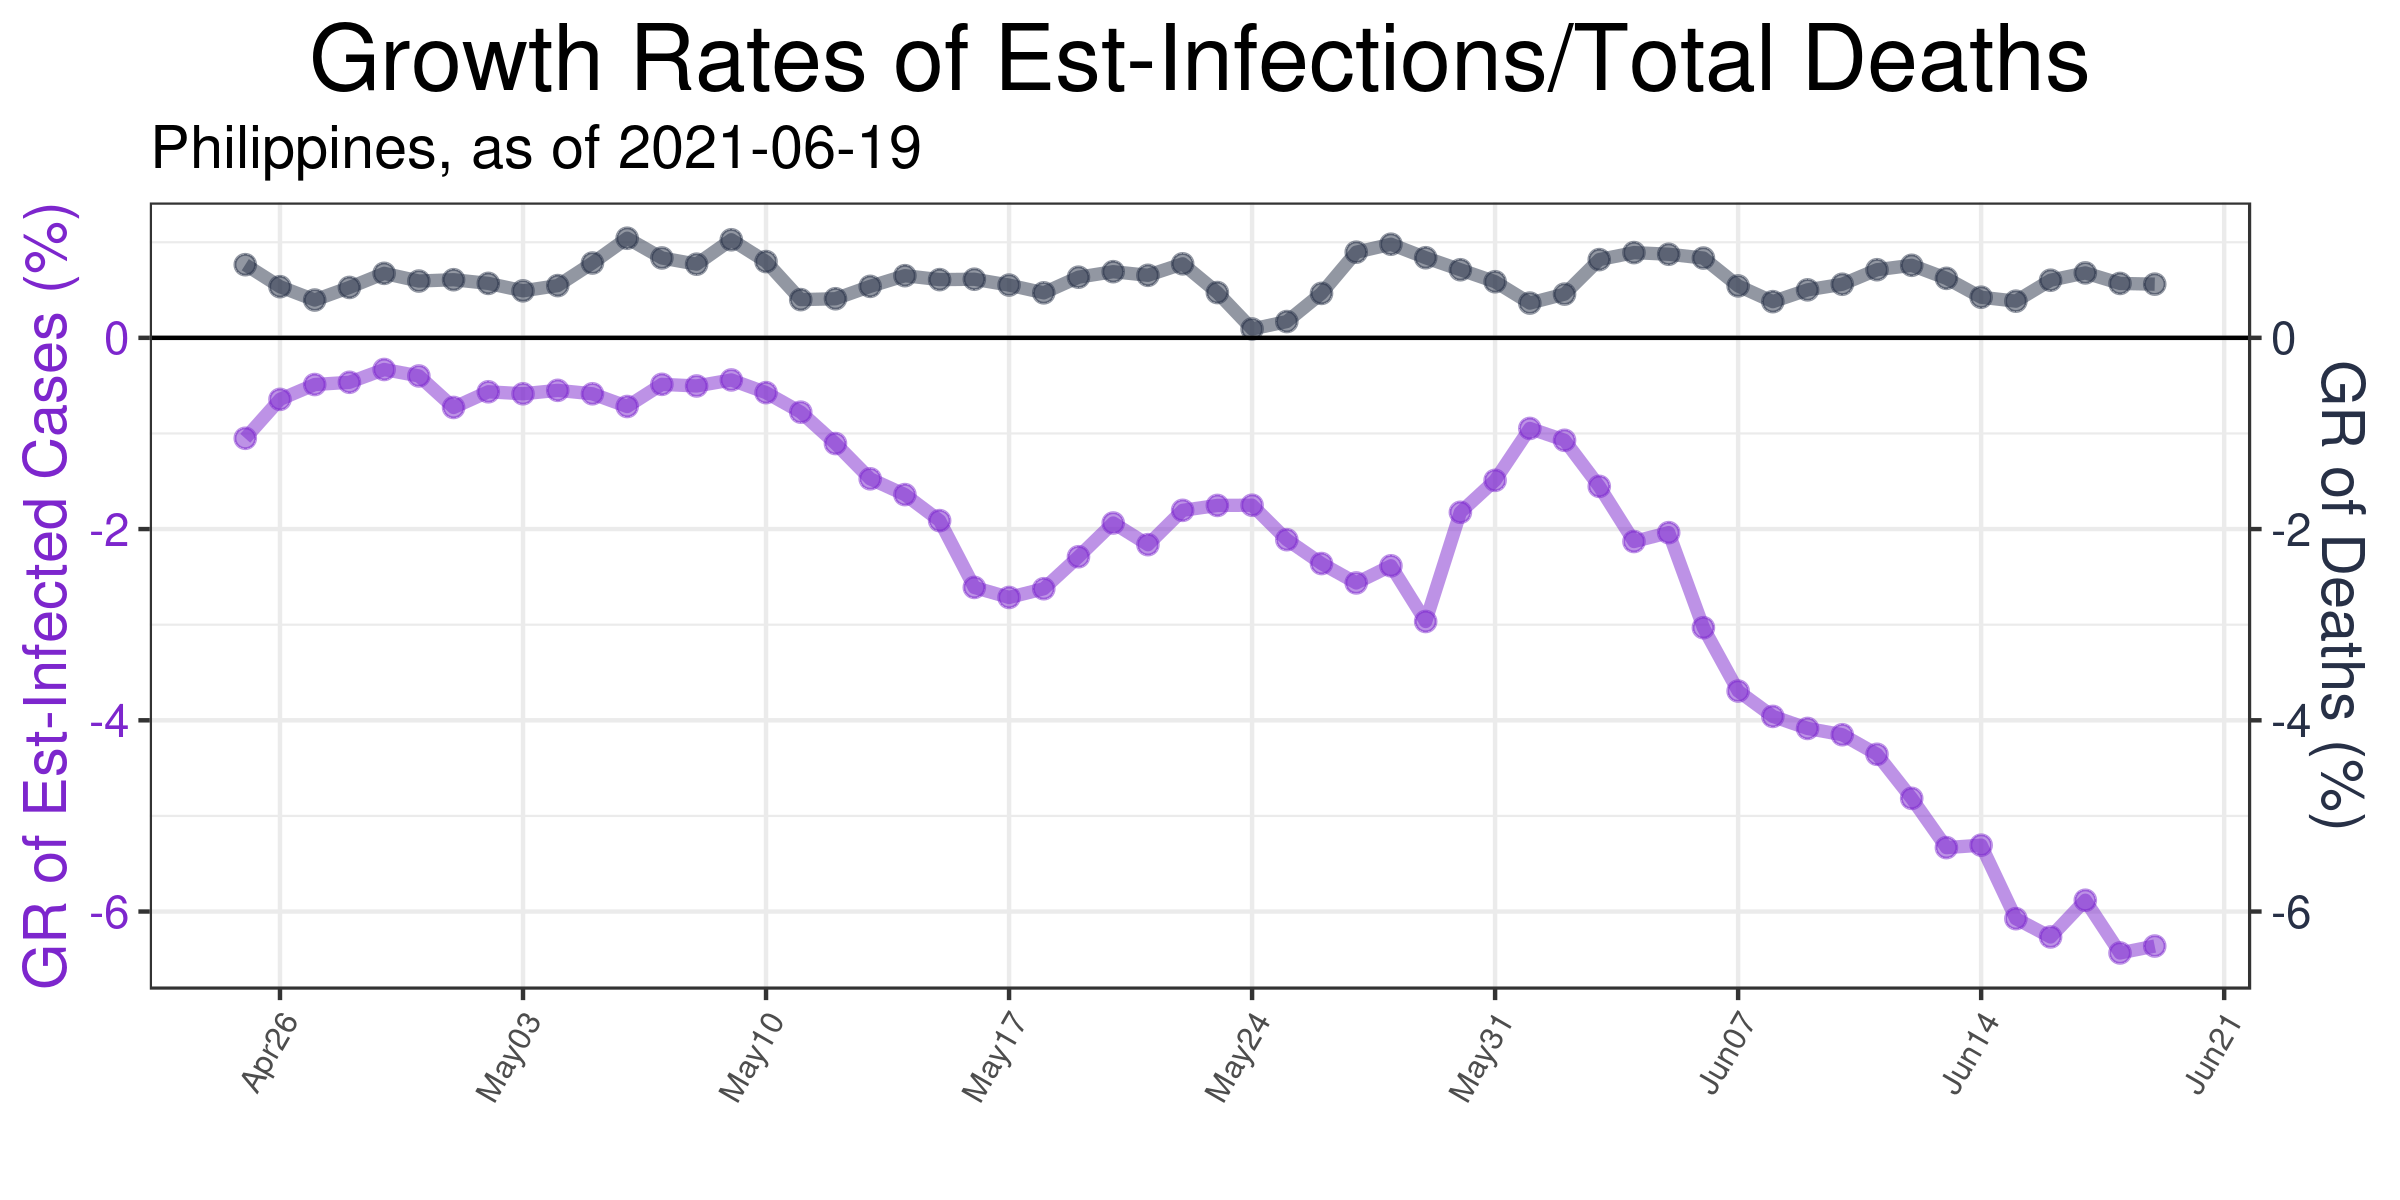 Growth Rates of Est-Infections/Total Deaths
Philippines, as of 2021-06-19
GR of Est-Infected Cases (%)
0
-2
-4
-6
0
-2
-4
-6
GR of Deaths (%)
Apr26
May03
May10
May17
May24
May31
Jun07
Jun14
Jun21